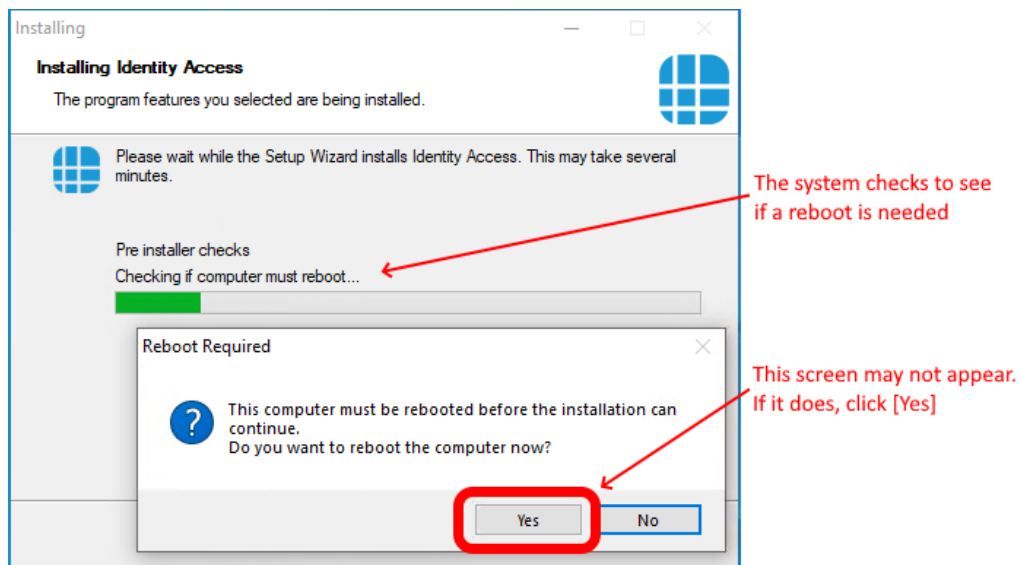 Installing
Installing Identity Access
The program features you selected are being installed.
Please wait while the Setup Wizard installs Identity Access. This may take several
minutes.
The system checks to see
if a reboot is needed
Pre installer checks
Checking if computer must reboot...
Reboot Required
This screen may not appear.
If it does, click [Yes]
This computer must be rebooted before the installation can
continue.
Do you want to reboot the computer now?
Yes
No